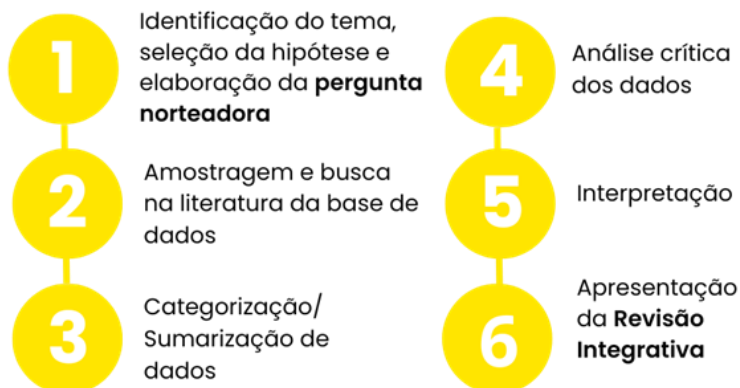 1
Identificação do tema,
seleção da hipótese e
elaboração da pergunta
norteadora
2
Amostragem e busca
na literatura da base de
dados
3
Categorização/
Sumarização de
dados
4
Análise crítica
dos dados
5
Interpretação
6
Apresentação
da Revisão
Integrativa